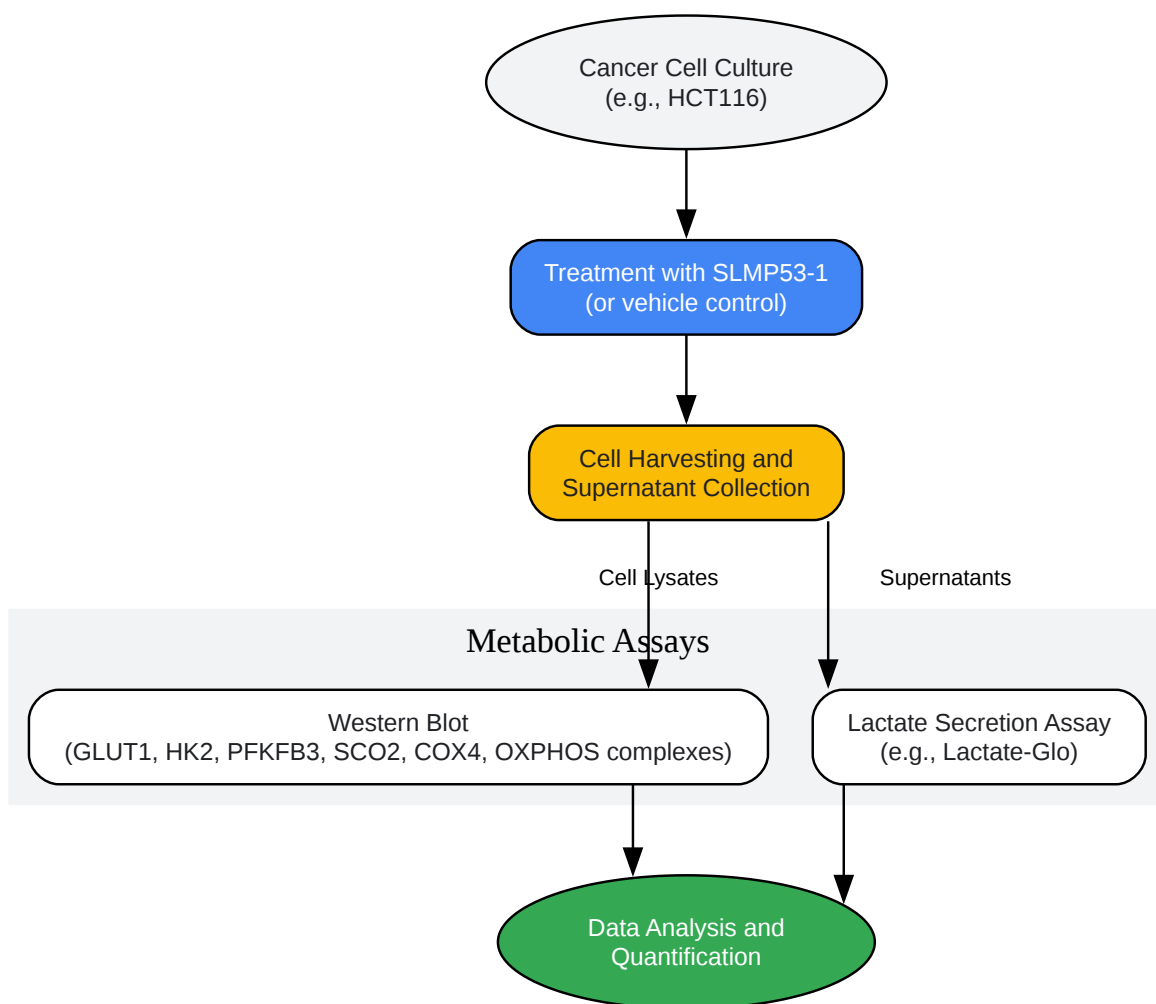 Cancer Cell Culture
(e.g., HCT116)
Treatment with SLMP53-1
(or vehicle control)
Cell Harvesting and
Supernatant Collection
Cell Lysates
Supernatants
Metabolic Assays
Western Blot
(GLUT1, HK2, PFKFB3, SCO2, COX4, OXPHOS complexes)
Lactate Secretion Assay
(e.g., Lactate-Glo)
Data Analysis and
Quantification